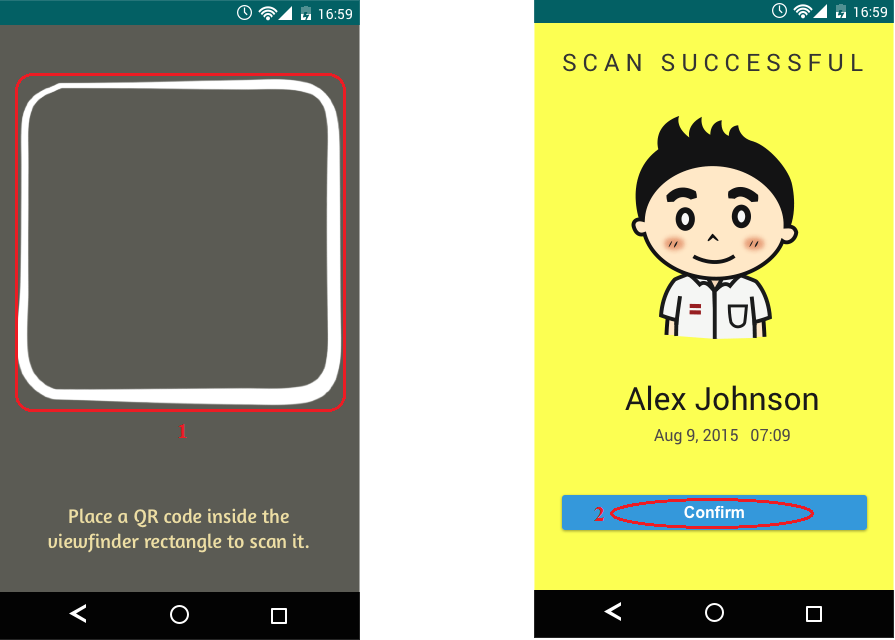 16:59
1
Place a QR code inside the
viewfinder rectangle to scan it.
16:59
SCAN SUCCESSFUL
Alex Johnson
Aug 9, 2015 07:09
2 Confirm